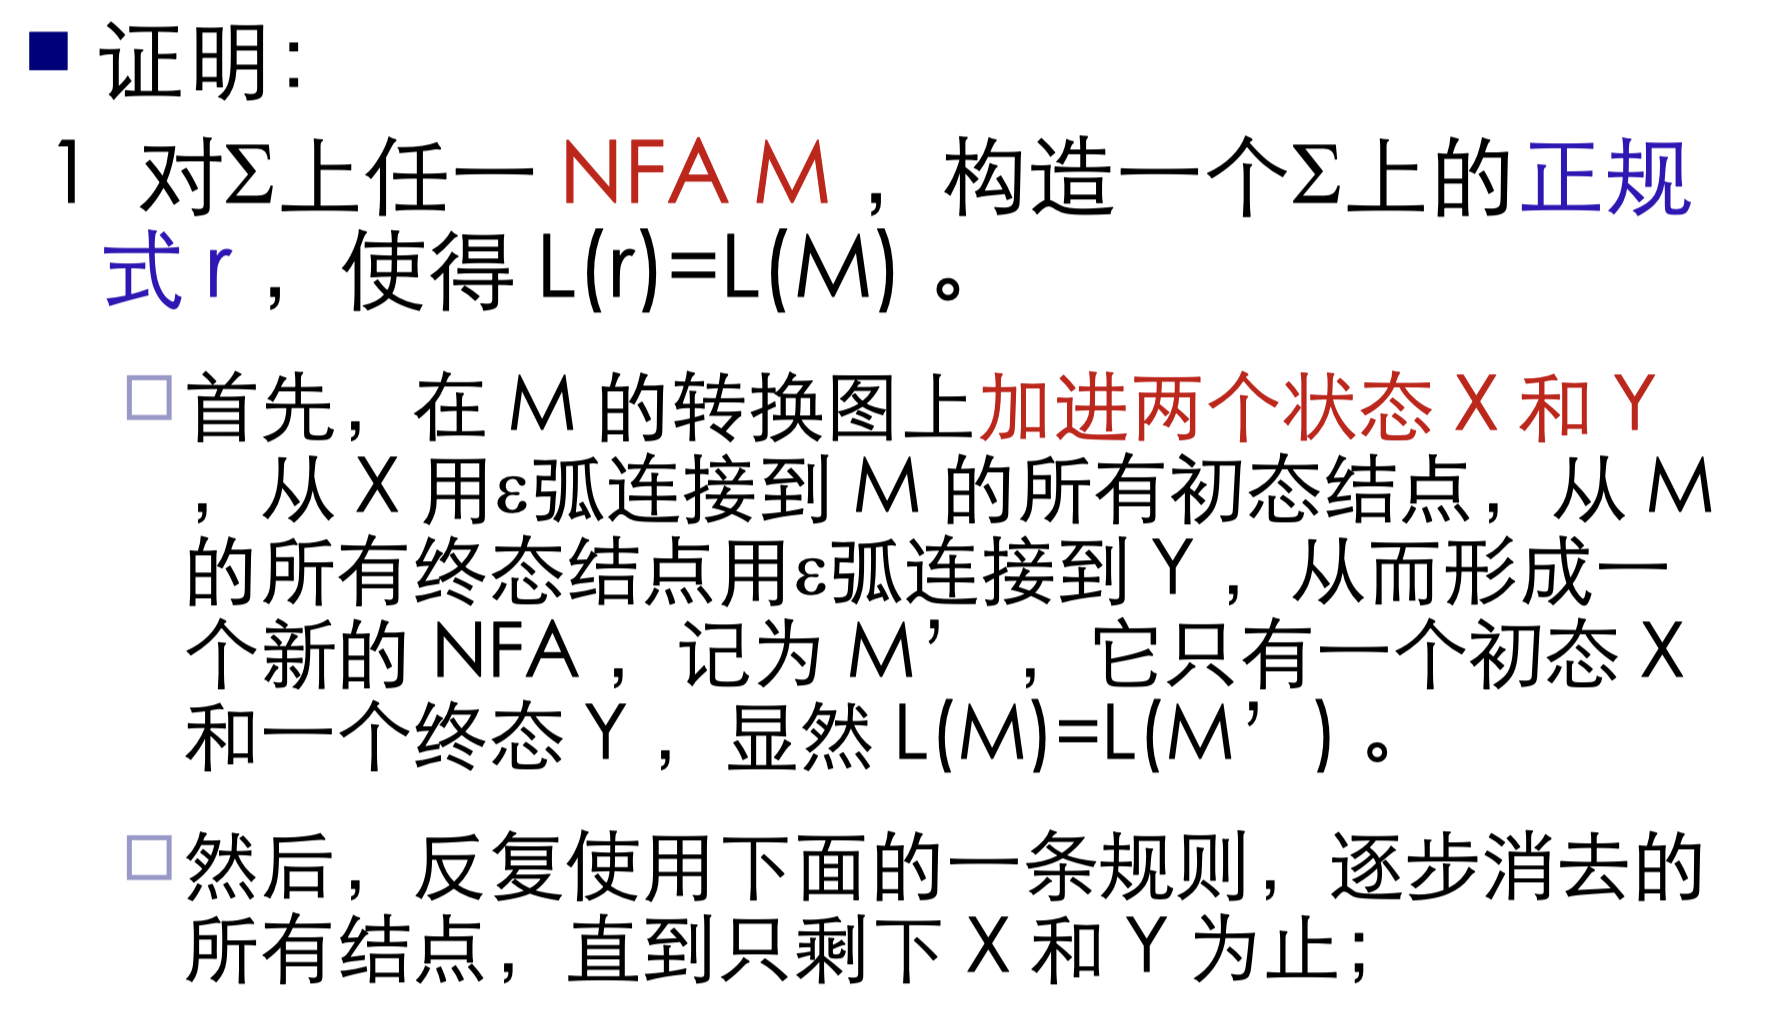 证明：
1 对Σ上任一 NFA M ，构造一个Σ上的正规
式 r ，使得 L(r)=L(M) 。
首先，在 M 的转换图上加进两个状态 X 和 Y
，从 X 用ε弧连接到 M 的所有初态结点，从 M
的所有终态结点用ε弧连接到 Y ，从而形成一
个新的 NFA ，记为 M’ ，它只有一个初态 X
和一个终态 Y ，显然 L(M)=L(M’) 。
然后，反复使用下面的一条规则，逐步消去的
所有结点，直到只剩下 X 和 Y 为止；